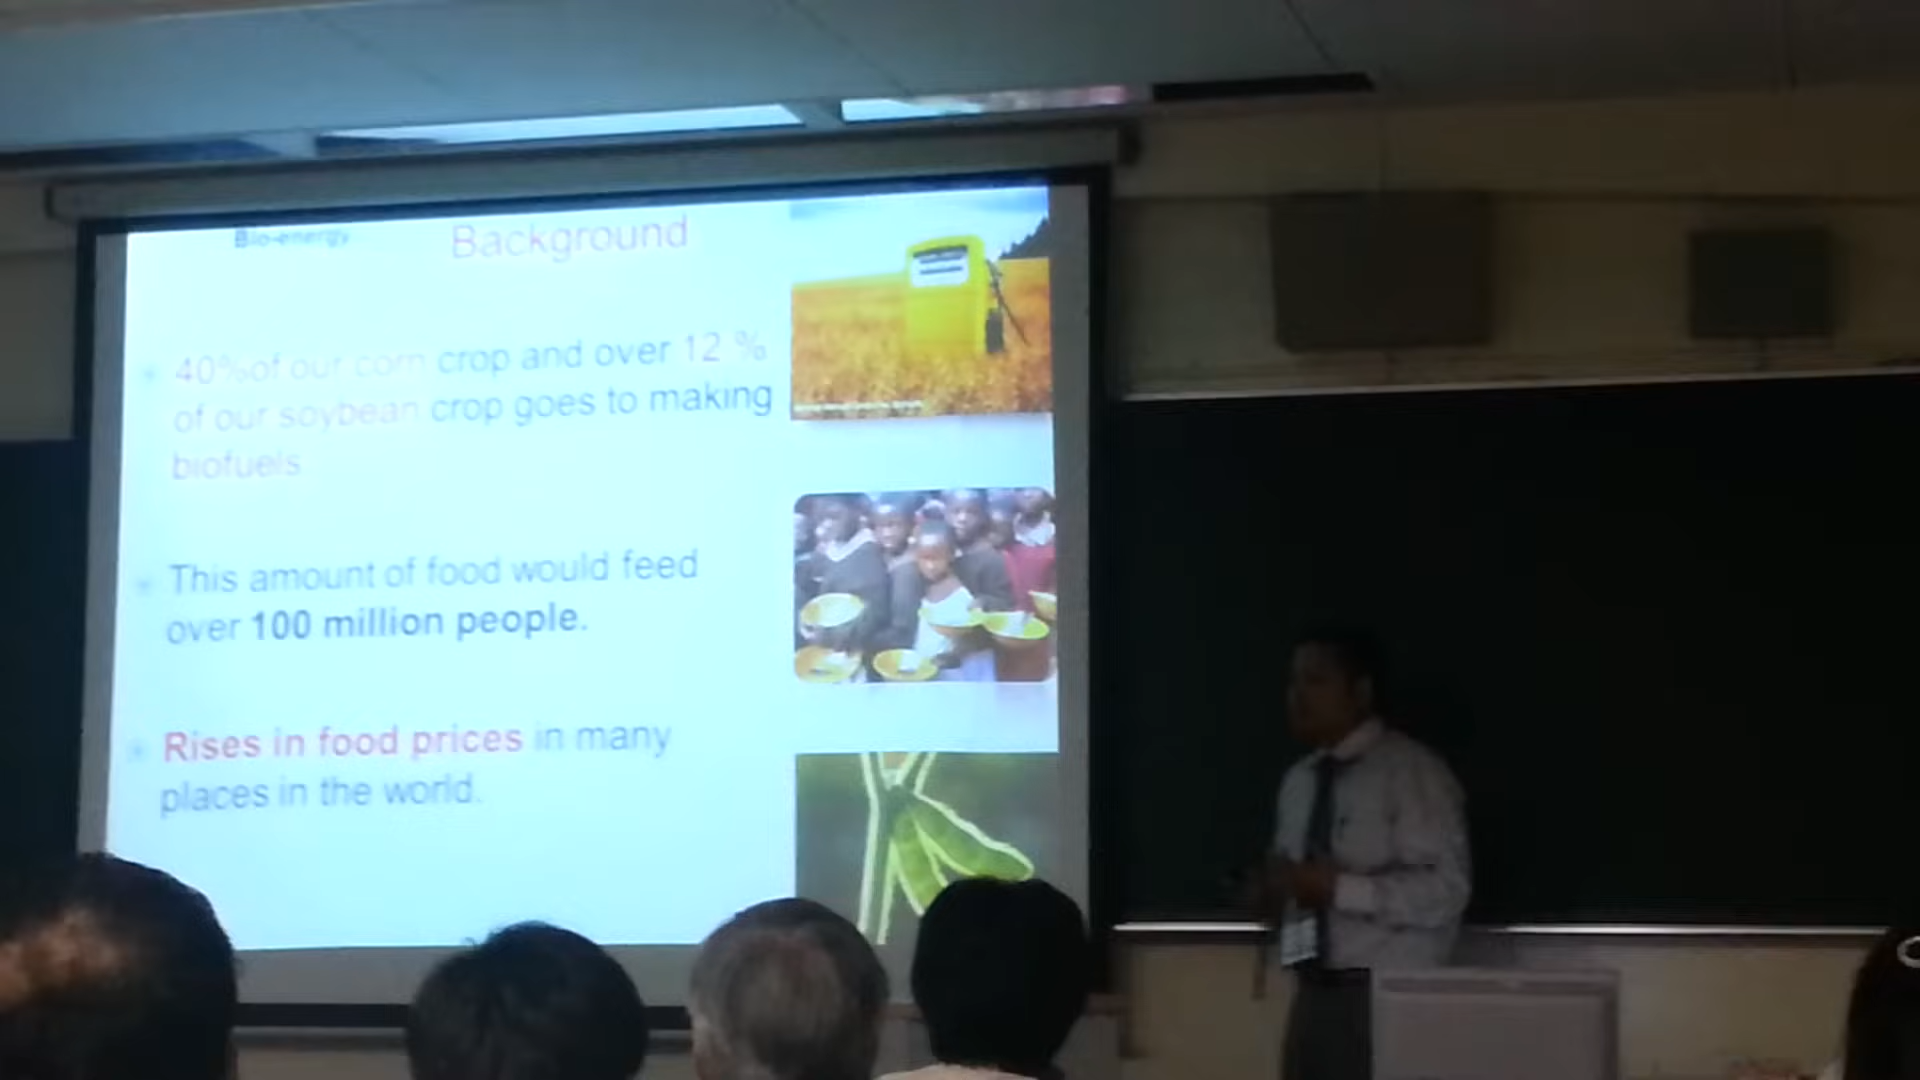 Bio-energy
Background
40%of our corn crop and over 12 %
of our soybean crop goes to making
biofuels
This amount of food would feed
over 100 million people.
Rises in food prices in many
places in the world.